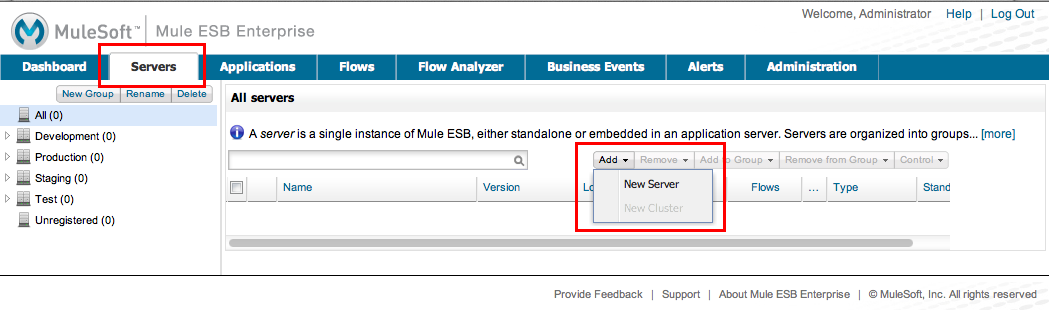 Welcome, Administrator Help | Log Out
MuleSoft™ Mule ESB Enterprise
Dashboard Servers Applications Flows Flow Analyzer Business Events Alerts Administration
New Group Rename Delete
All (0)
Development (0)
Production (0)
Staging (0)
Test (0)
Unregistered (0)
All servers
A server is a single instance of Mule ESB, either standalone or embedded in an application server. Servers are organized into groups... [more]
Add Remove Add to Group Remove from Group Control
Name Version Lo Flows ... Type Stand
New Server
New Cluster
Provide Feedback | Support | About Mule ESB Enterprise | © MuleSoft, Inc. All rights reserved